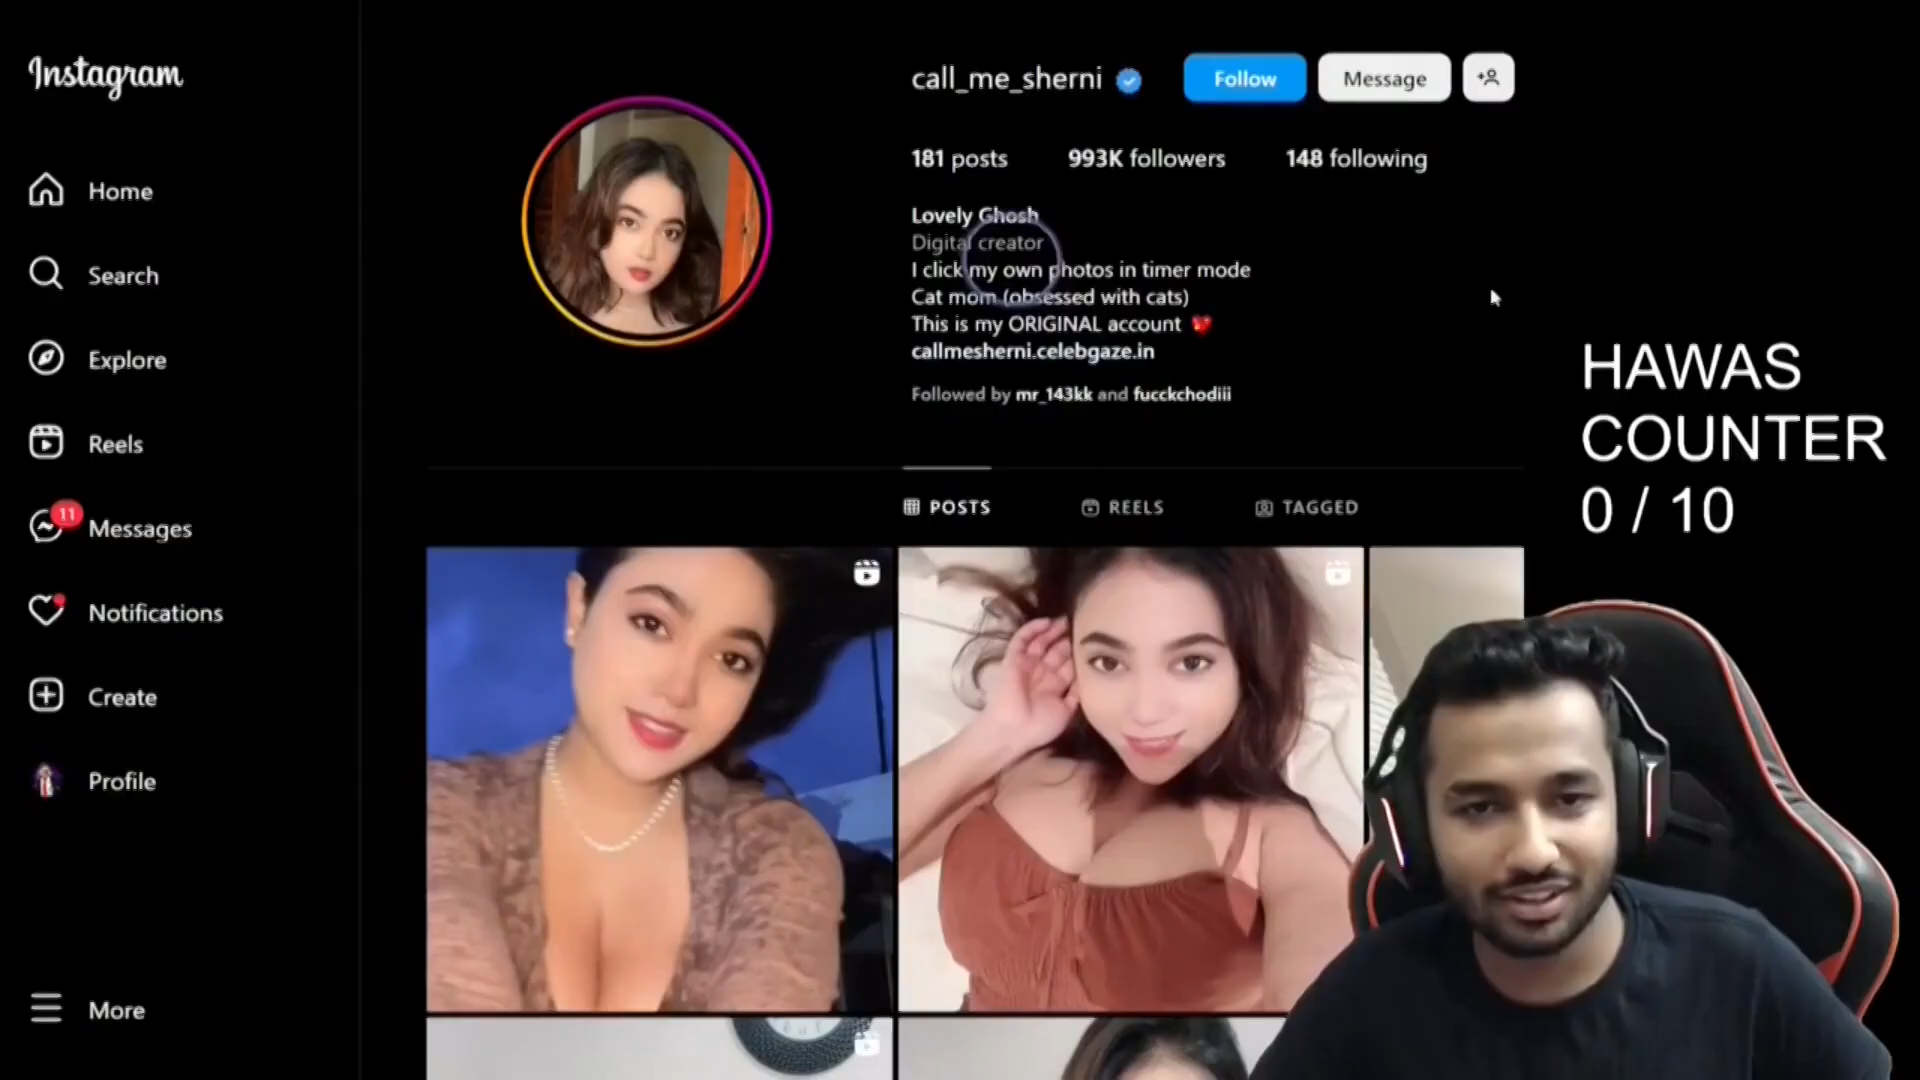 Instagram
Home
Search
Explore
Reels
11
Messages
Notifications
Create
Profile
More
call_me_sherni
Follow
Message
181 posts
993K followers
148 following
Lovely Ghosh
Digital creator
I click my own photos in timer mode
Cat mom (obsessed with cats)
This is my ORIGINAL account
callmesherni.celebgaze.in
Followed by mr_143kk and fucckchodiii
POSTS
REELS
TAGGED
HAWAS
COUNTER
0 / 10